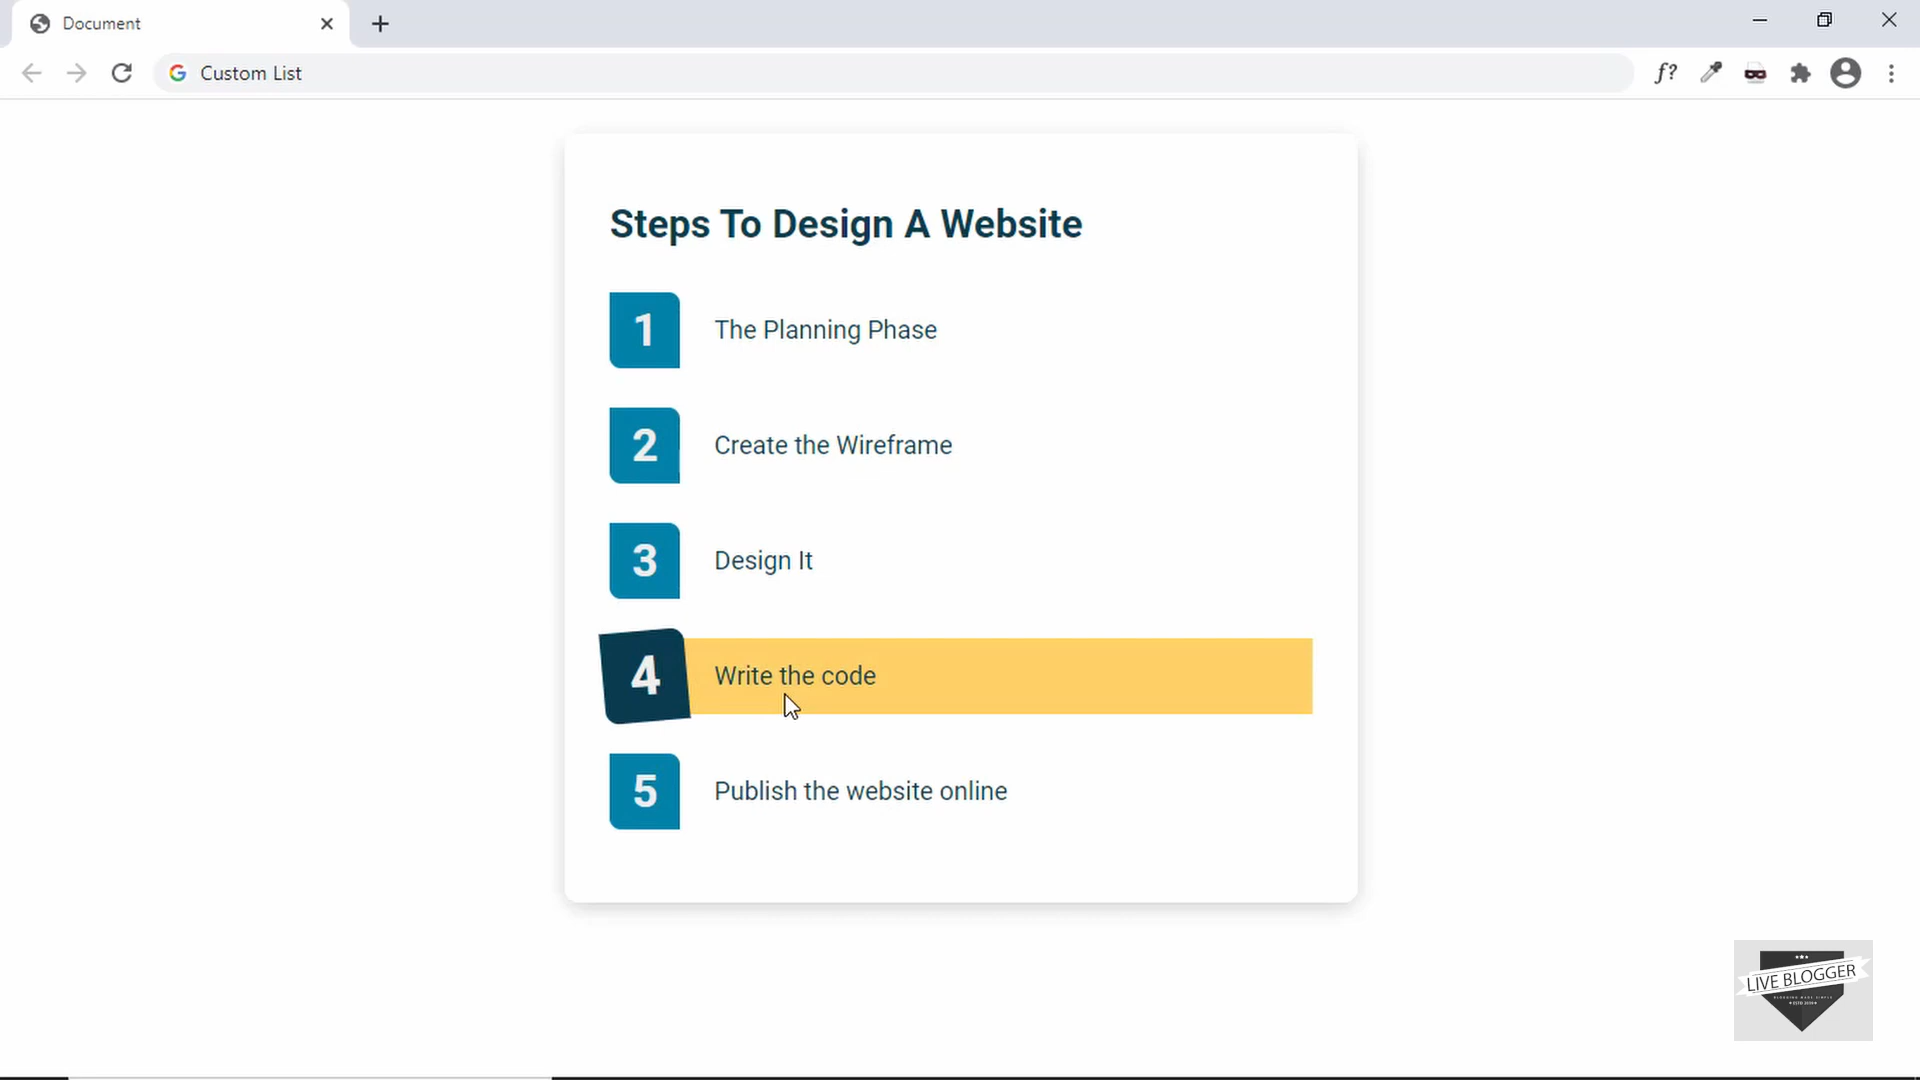 Document
Custom List
f?
Steps To Design A Website
1 The Planning Phase
2 Create the Wireframe
3 Design It
4 Write the code
5 Publish the website online
LIVE BLOGGER